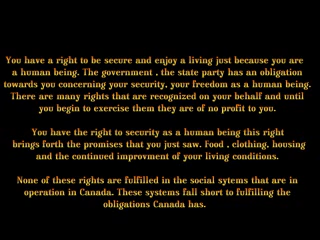 You have a right to be secure and enjoy a living just because you are
a human being. The government , the state party has an obligation
towards you concerning your security, your freedom as a human being.
There are many rights that are recognized on your behalf and until
you begin to exercise them they are of no profit to you.
You have the right to security as a human being this right
brings forth the promises that you just saw. Food , clothing, housing
and the continued improvment of your living conditions.
None of these rights are fulfilled in the social sytems that are in
operation in Canada. These systems fall short to fulfilling the
obligations Canada has.